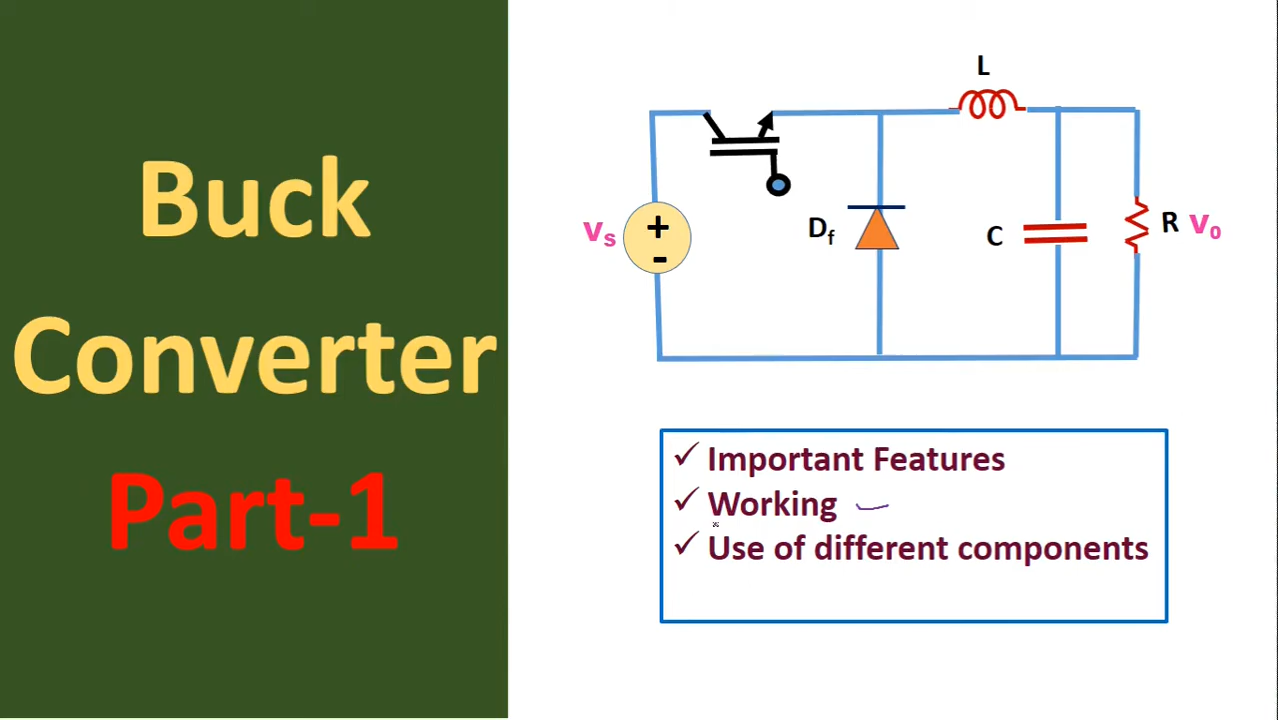 Buck
Converter
Part-1
L
vs
+
-
Df
C
R v0
✓ Important Features
✓ Working
✓ Use of different components